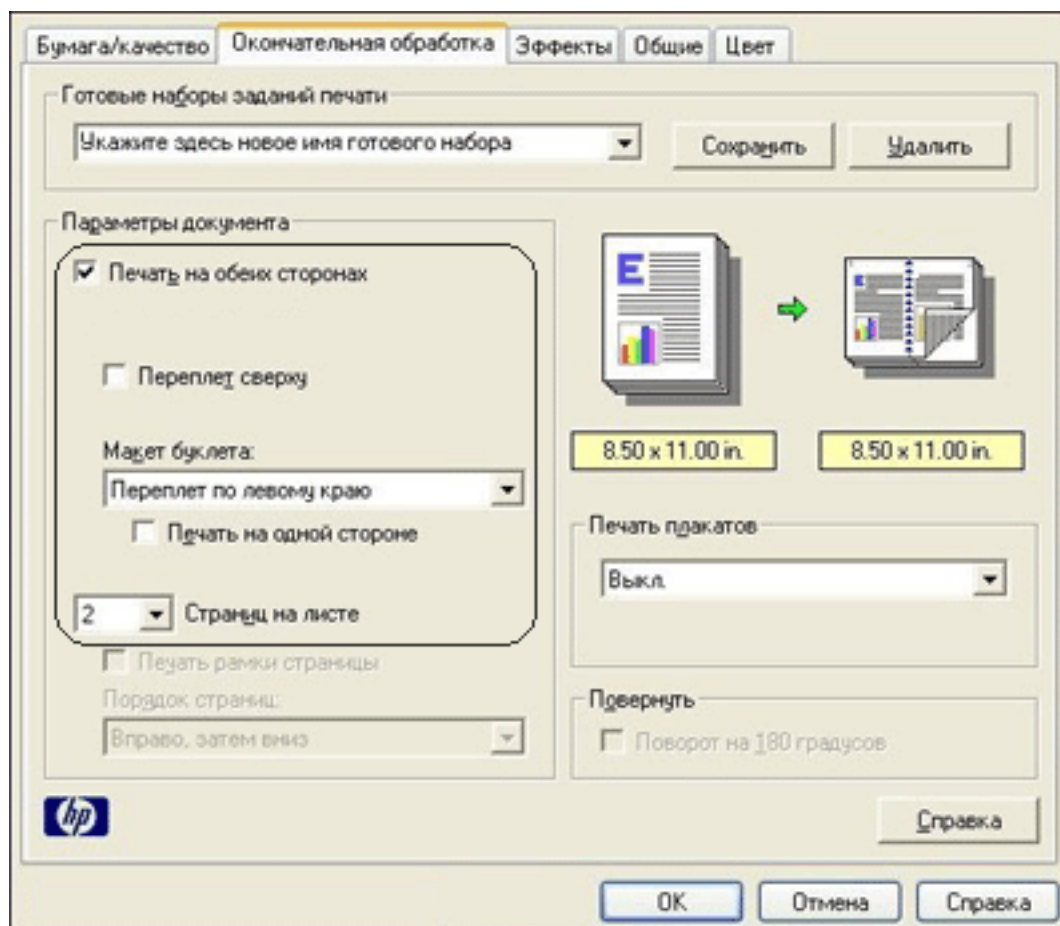 Бумага/качество Окончательная обработка Эффекты Общие Цвет
Готовые наборы заданий печати
Укажите здесь новое имя готового набора Сохранить Удалить
Параметры документа
Печать на обеих сторонах
Переплет сверху
Макет буклета:
Переплет по левому краю
Печать на одной стороне
2 Страниц на листе
Печать рамки страницы
Порядок страниц:
Вправо, затем вниз
E
8.50 x 11.00 in.
8.50 x 11.00 in.
Печать плакатов
Выкл.
Повернуть
Поворот на 180 градусов
hp
Справка
OK Отмена Справка